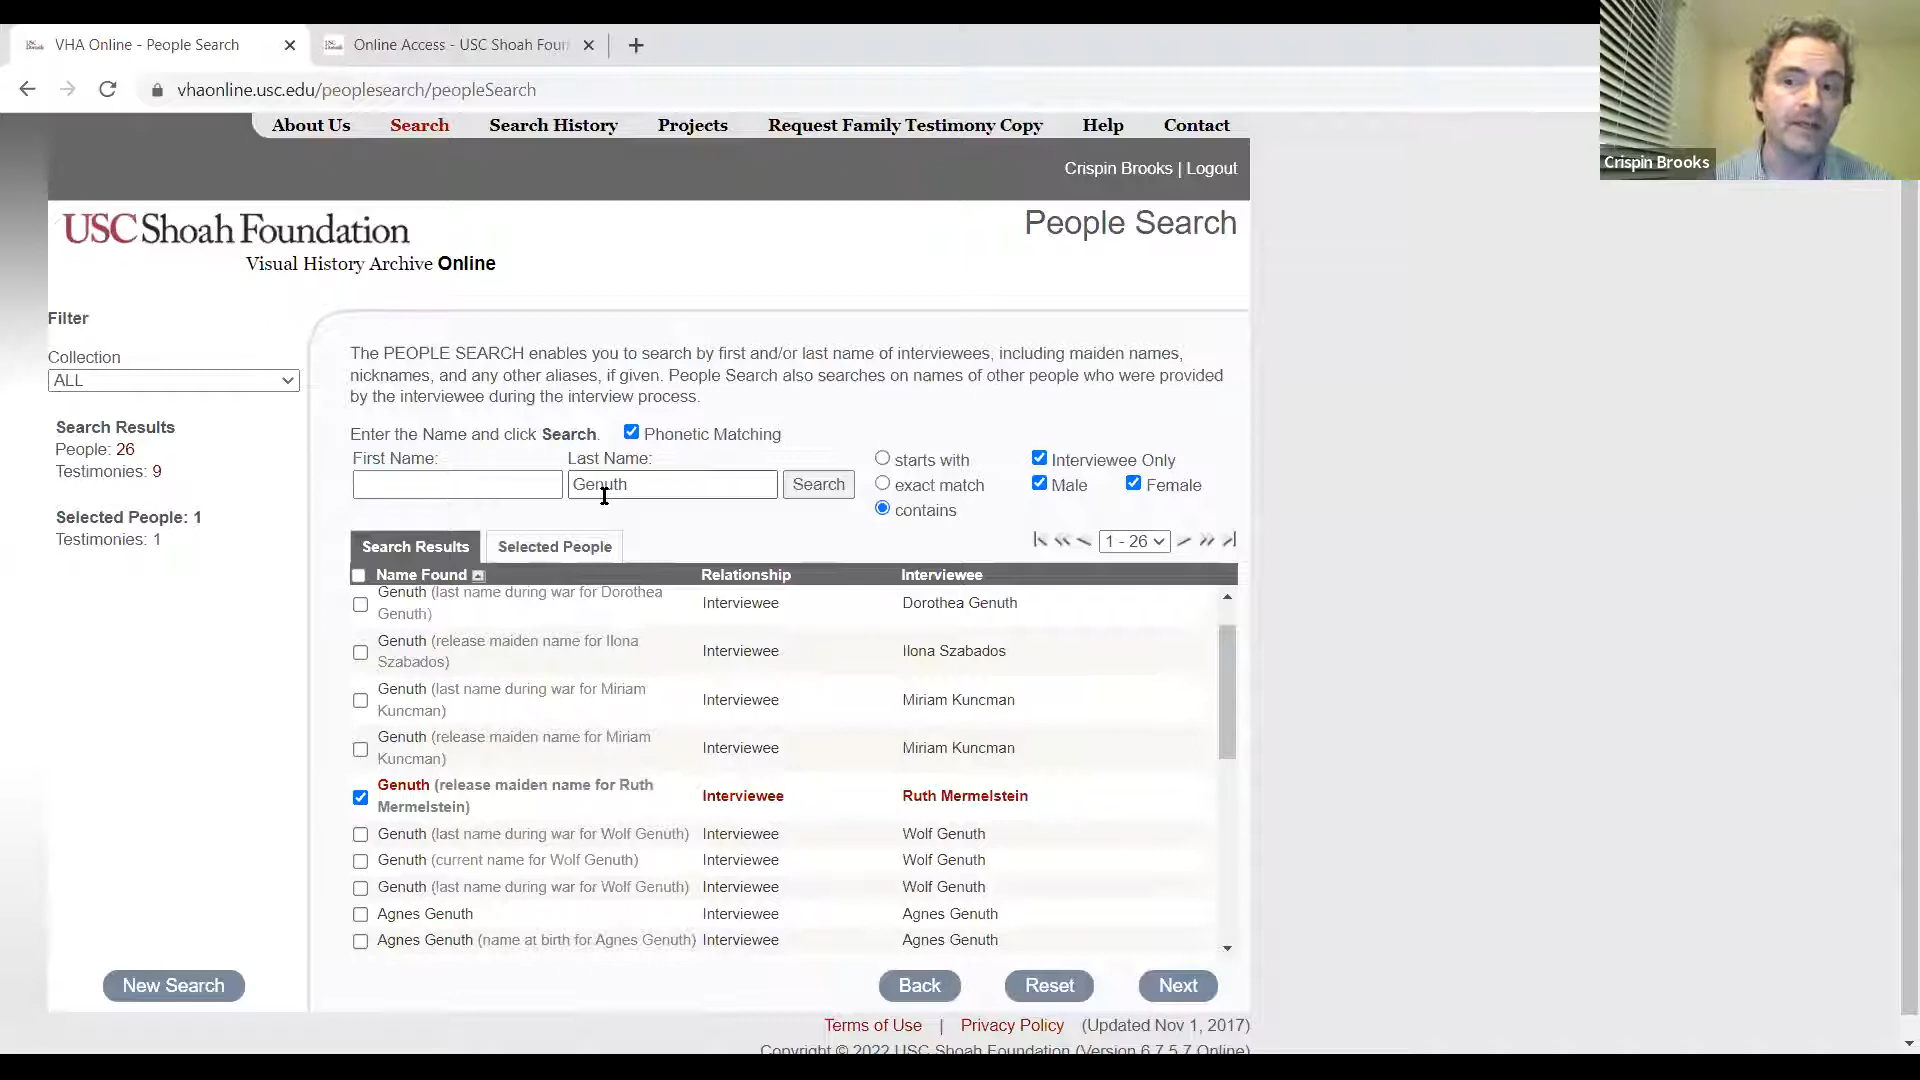 VHA Online - People Search
Online Access - USC Shoah Foun
vhaonline.usc.edu/peoplesearch/peopleSearch
About Us Search Search History Projects Request Family Testimony Copy Help Contact
Crispin Brooks
Crispin Brooks | Logout
USC Shoah Foundation
Visual History Archive Online
People Search
Filter
Collection
ALL
Search Results
People: 26
Testimonies: 9
Selected People: 1
Testimonies: 1
The PEOPLE SEARCH enables you to search by first and/or last name of interviewees, including maiden names,
nicknames, and any other aliases, if given. People Search also searches on names of other people who were provided
by the interviewee during the interview process.
Enter the Name and click Search. Phonetic Matching
First Name: Last Name:
Genuth Search
starts with
exact match
contains
Interviewee Only
Male Female
Search Results Selected People 1 - 26
Name Found Relationship Interviewee
Genuth (last name during war for Dorothea
Genuth) Interviewee Dorothea Genuth
Genuth (release maiden name for Ilona
Szabados) Interviewee Ilona Szabados
Genuth (last name during war for Miriam
Kuncman) Interviewee Miriam Kuncman
Genuth (release maiden name for Miriam
Kuncman) Interviewee Miriam Kuncman
Genuth (release maiden name for Ruth
Mermelstein) Interviewee Ruth Mermelstein
Genuth (last name during war for Wolf Genuth) Interviewee Wolf Genuth
Genuth (current name for Wolf Genuth) Interviewee Wolf Genuth
Genuth (last name during war for Wolf Genuth) Interviewee Wolf Genuth
Agnes Genuth Interviewee Agnes Genuth
Agnes Genuth (name at birth for Agnes Genuth) Interviewee Agnes Genuth
New Search Back Reset Next
Terms of Use | Privacy Policy (Updated Nov 1, 2017)
Copyright © 2022 USC Shoah Foundation (Version 6.7.5.7 Online)